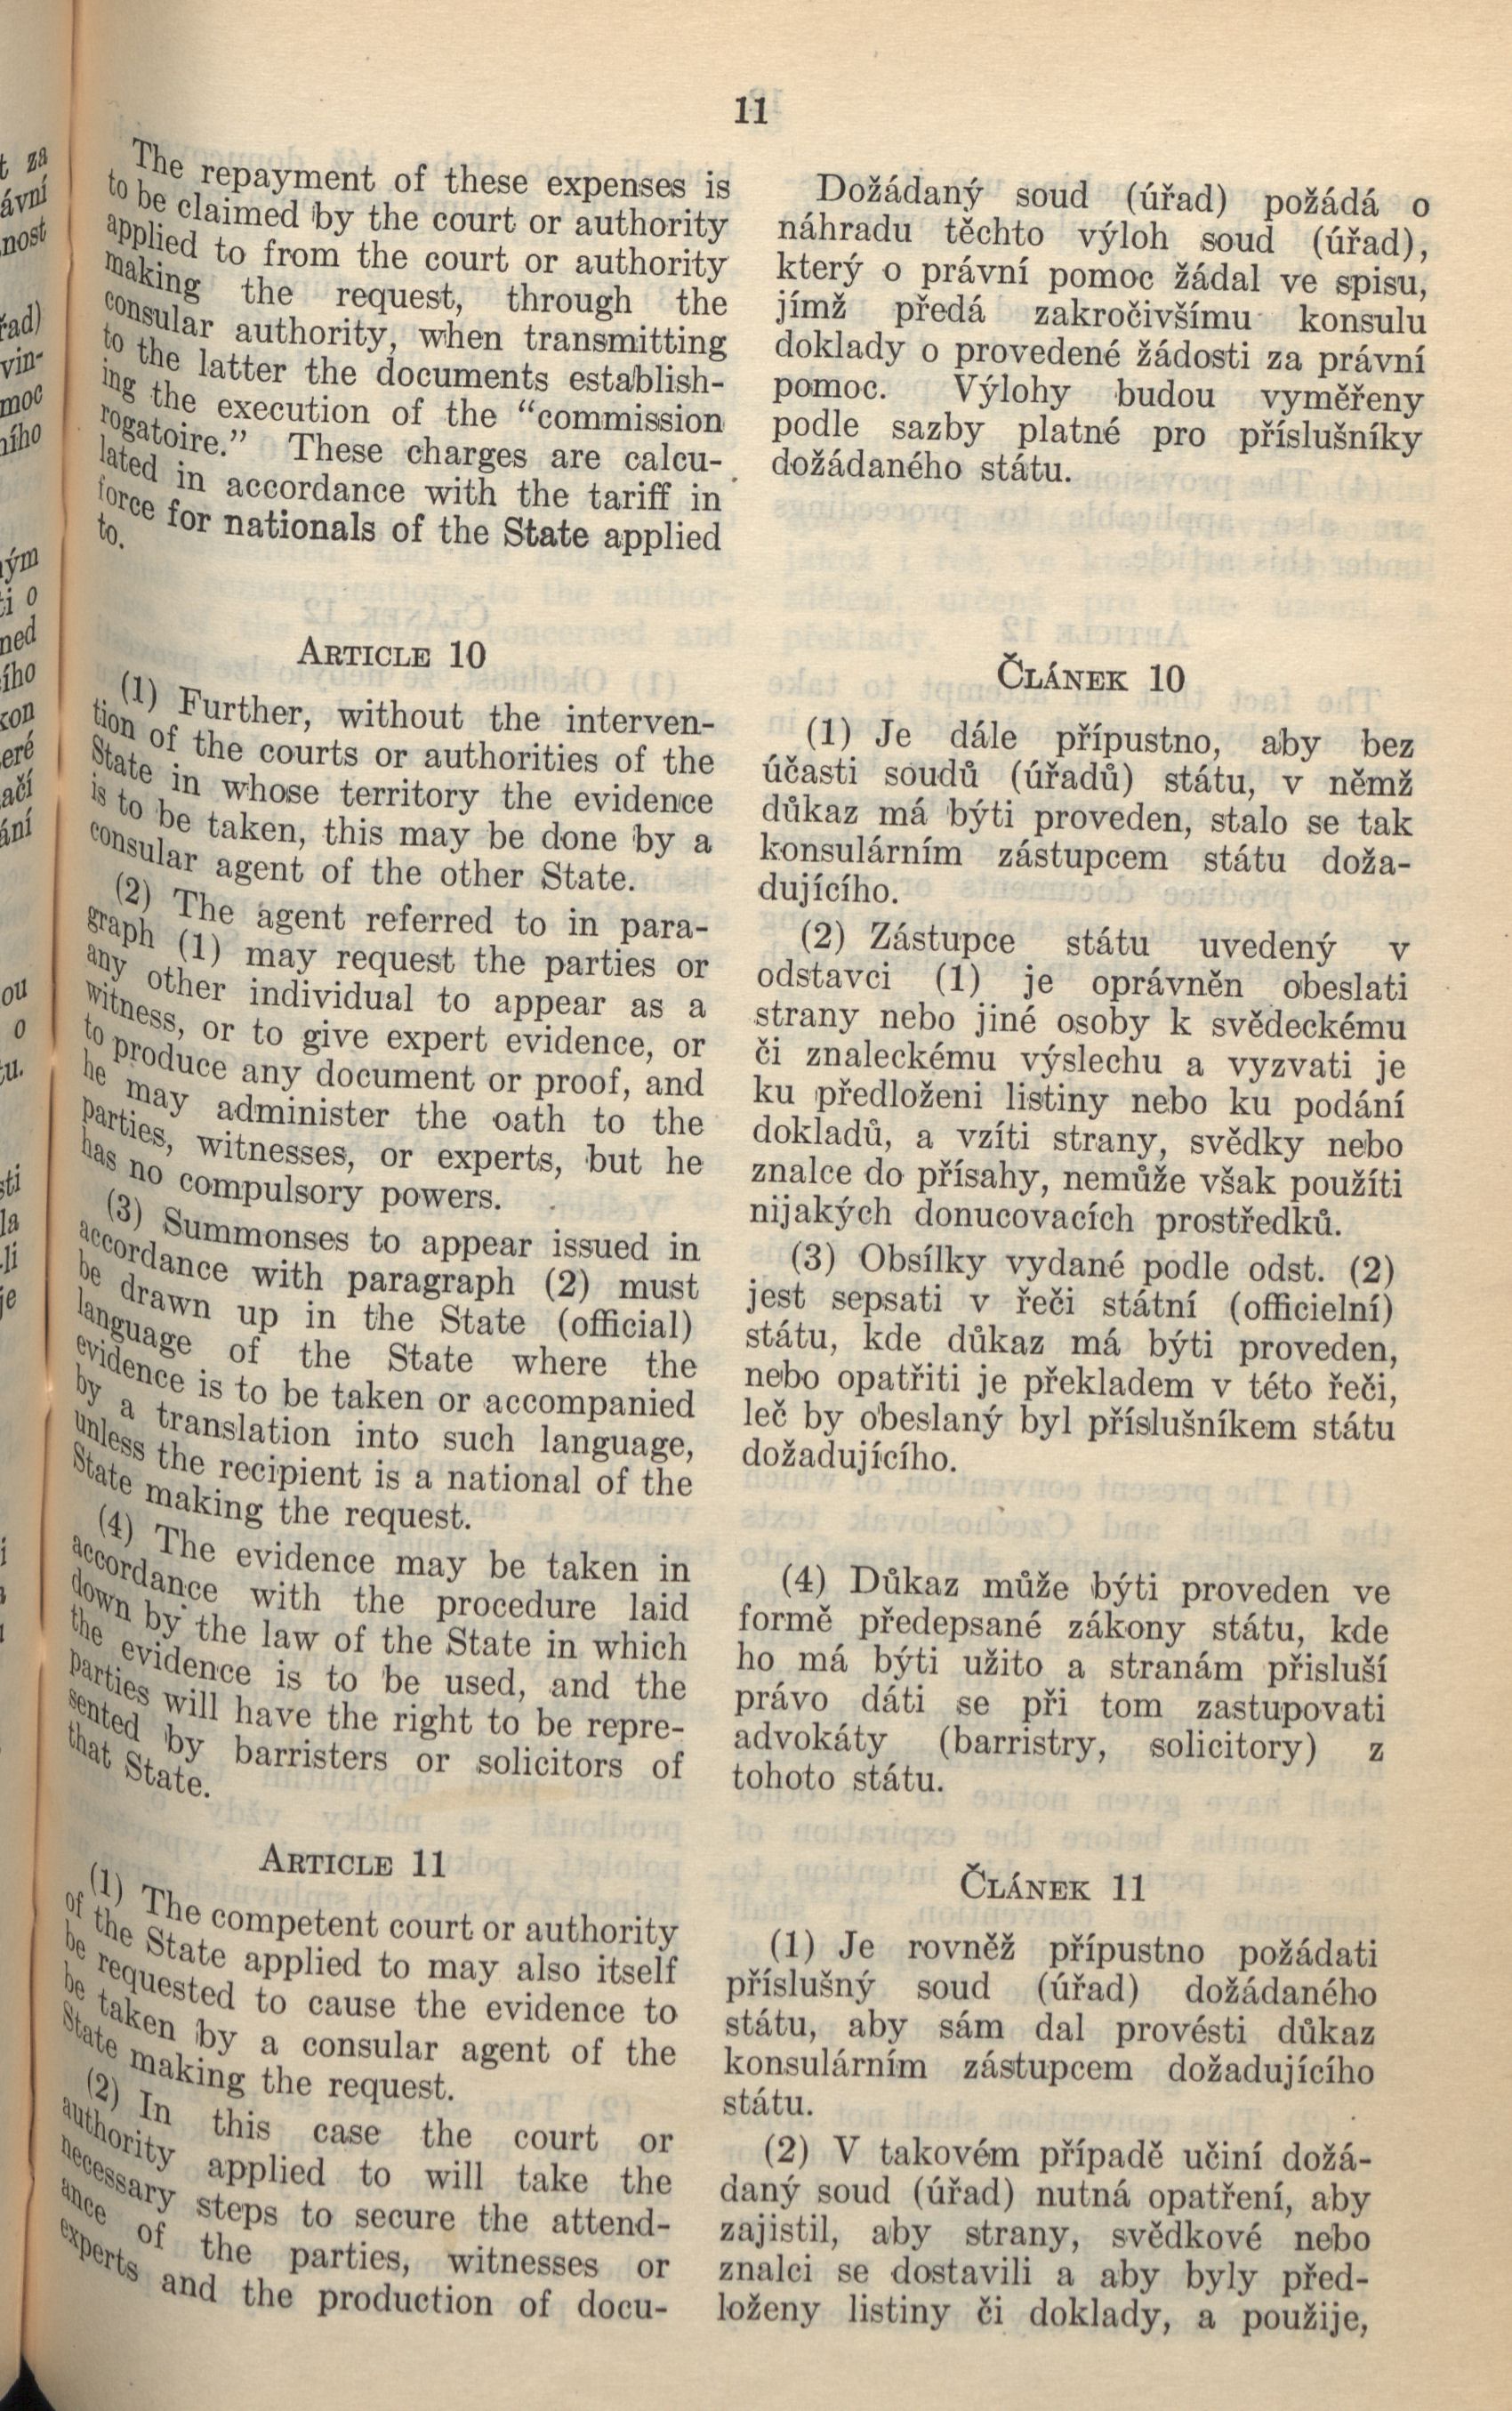 11
The repayment of these expenses is
to be claimed by the court or authority
applied to from the court or authority
making the request, through the
consular authority, when transmitting
to the latter the documents establish-
ing the execution of the “commission
rogatoire.” These charges are calcu-
lated in accordance with the tariff in
force for nationals of the State applied
to.
ARTICLE 10
(1) Further, without the interven-
tion of the courts or authorities of the
State in whose territory the evidence
is to be taken, this may be done by a
consular agent of the other State.
(2) The agent referred to in para-
graph (1) may request the parties or
any other individual to appear as a
witness, or to give expert evidence, or
to produce any document or proof, and
he may administer the oath to the
parties, witnesses, or experts, but he
has no compulsory powers.
(3) Summonses to appear issued in
accordance with paragraph (2) must
be drawn up in the State (official)
language of the State where the
evidence is to be taken or accompanied
by a translation into such language,
unless the recipient is a national of the
State making the request.
(4) The evidence may be taken in
accordance with the procedure laid
down by the law of the State in which
the evidence is to be used, and the
parties will have the right to be repre-
sented by barristers or solicitors of
that State.
ARTICLE 11
(1) The competent court or authority
of the State applied to may also itself
be requested to cause the evidence to
be taken by a consular agent of the
State making the request.
(2) In this case the court or
authority applied to will take the
necessary steps to secure the attend-
ance of the parties, witnesses or
experts and the production of docu-
Dožádaný soud (úřad) požádá o
náhradu těchto výloh soud (úřad),
který o právní pomoc žádal ve spisu,
jímž předá zakročivšímu konsulu
doklady o provedené žádosti za právní
pomoc. Výlohy budou vyměřeny
podle sazby platné pro příslušníky
dožádaného státu.
ČLÁNEK 10
(1) Je dále přípustno, aby bez
účasti soudů (úřadů) státu, v němž
důkaz má býti proveden, stalo se tak
konsulárním zástupcem státu doža-
dujícího.
(2) Zástupce státu uvedený v
odstavci (1) je oprávněn obeslati
strany nebo jiné osoby k svědeckému
či znaleckému výslechu a vyzvati je
ku předloženi listiny nebo ku podání
dokladů, a vzíti strany, svědky nebo
znalce do přísahy, nemůže však použíti
nijakých donucovacích prostředků.
(3) Obsílky vydané podle odst. (2)
jest sepsati v řeči státní (officielní)
státu, kde důkaz má býti proveden,
nebo opatřiti je překladem v této řeči,
leč by obeslaný byl příslušníkem státu
dožadujícího.
(4) Důkaz může býti proveden ve
formě předepsané zákony státu, kde
ho má býti užito a stranám přisluší
právo dáti se při tom zastupovati
advokáty (barristry, solicitory) z
tohoto státu.
ČLÁNEK 11
(1) Je rovněž přípustno požádati
příslušný soud (úřad) dožádaného
státu, aby sám dal provésti důkaz
konsulárním zástupcem dožadujícího
státu.
(2) V takovém případě učiní dožá-
daný soud (úřad) nutná opatření, aby
zajistil, aby strany, svědkové nebo
znalci se dostavili a aby byly před-
loženy listiny či doklady, a použije,